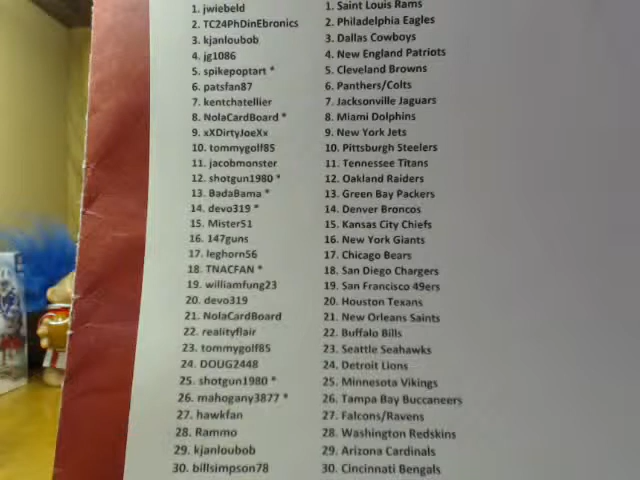 1. jwiebeld 1. Saint Louis Rams
2. TC24PhDinEbronics 2. Philadelphia Eagles
3. kjanloubob 3. Dallas Cowboys
4. jg1086 4. New England Patriots
5. spikepoptart * 5. Cleveland Browns
6. patsfan87 6. Panthers/Colts
7. kentchatellier 7. Jacksonville Jaguars
8. NolaCardBoard * 8. Miami Dolphins
9. xXDirtyJoeXx 9. New York Jets
10. tommygolf85 10. Pittsburgh Steelers
11. jacobmonster 11. Tennessee Titans
12. shotgun1980 * 12. Oakland Raiders
13. BadaBama * 13. Green Bay Packers
14. devo319 * 14. Denver Broncos
15. Mister51 15. Kansas City Chiefs
16. 147guns 16. New York Giants
17. leghorn56 17. Chicago Bears
18. TNACFAN * 18. San Diego Chargers
19. williamfung23 19. San Francisco 49ers
20. devo319 20. Houston Texans
21. NolaCardBoard 21. New Orleans Saints
22. realityflair 22. Buffalo Bills
23. tommygolf85 23. Seattle Seahawks
24. DOUG2448 24. Detroit Lions
25. shotgun1980 * 25. Minnesota Vikings
26. mahogany3877 * 26. Tampa Bay Buccaneers
27. hawkfan 27. Falcons/Ravens
28. Rammo 28. Washington Redskins
29. kjanloubob 29. Arizona Cardinals
30. billsimpson78 30. Cincinnati Bengals